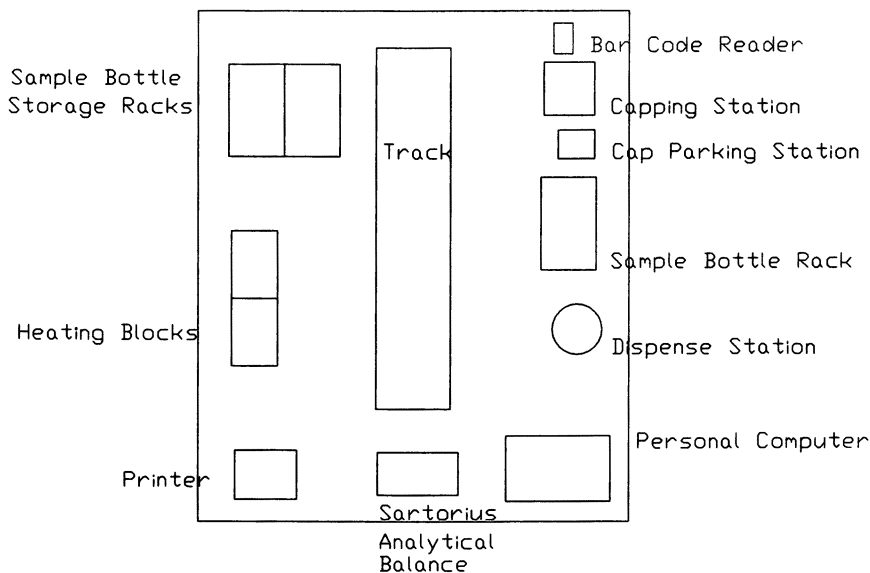 Bar Code Reader
Sample Bottle
Storage Racks
Capping Station
Track
Cap Parking Station
Sample Bottle Rack
Heating Blocks
Dispense Station
Personal Computer
Printer
Sartorius
Analytical
Balance